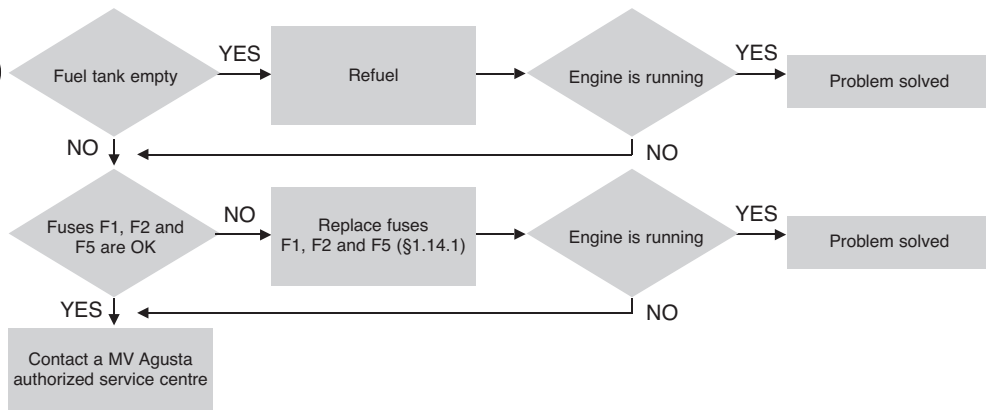 YES
Fuel tank empty
Refuel
Engine is running
YES
Problem solved
NO
NO
Fuses F1, F2 and
F5 are OK
NO
Replace fuses
F1, F2 and F5 (§1.14.1)
Engine is running
YES
Problem solved
YES
NO
Contact a MV Agusta
authorized service centre